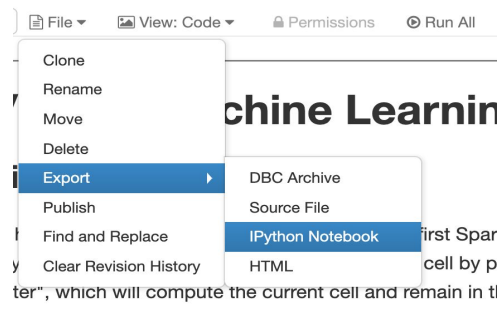 File View: Code Permissions Run All
Clone
Rename
Move
Delete
Export
Publish
Find and Replace
Clear Revision History
DBC Archive
Source File
IPython Notebook
HTML
chine Learnin
first Spar
cell by p
ter", which will compute the current cell and remain in t